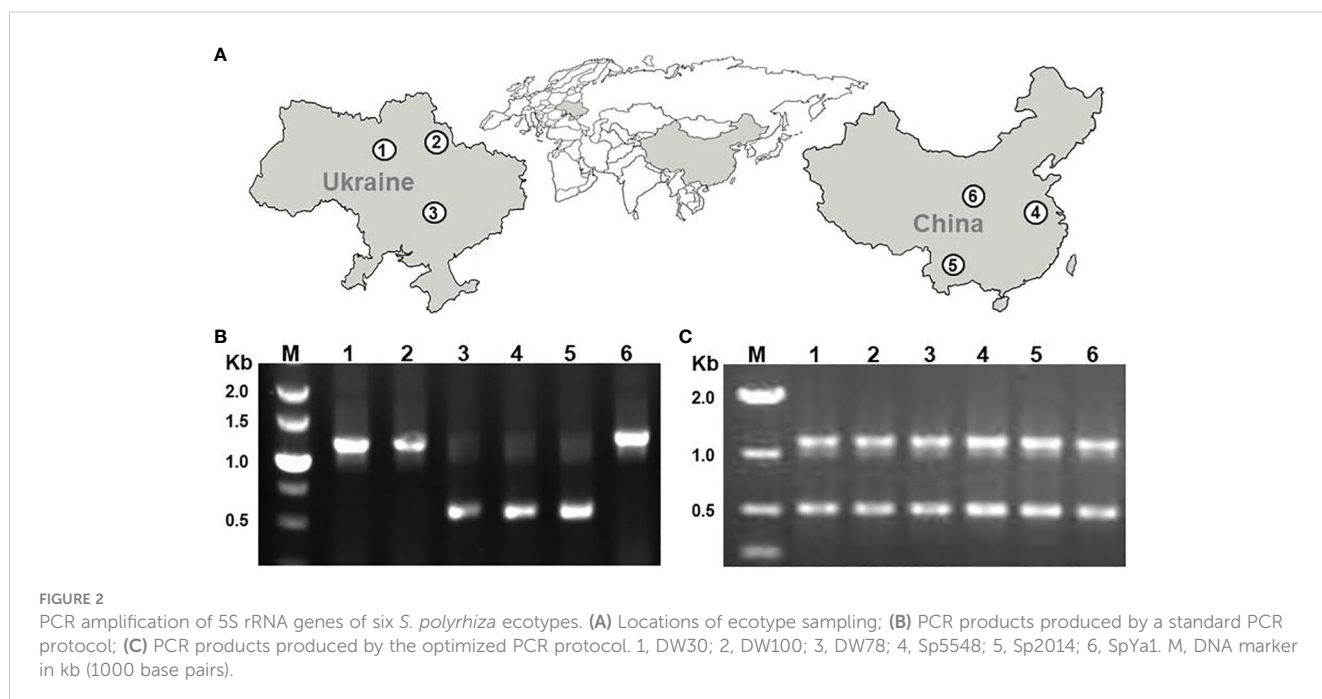 A
1
2
Ukraine
3
6
4
China
5
B
M 1 2 3 4 5 6
Kb
2.0
1.5
1.0
0.5
C
M 1 2 3 4 5 6
Kb
2.0
1.0
0.5
FIGURE 2
PCR amplification of 5S rRNA genes of six S. polyrhiza ecotypes. (A) Locations of ecotype sampling; (B) PCR products produced by a standard PCR
protocol; (C) PCR products produced by the optimized PCR protocol. 1, DW30; 2, DW100; 3, DW78; 4, Sp5548; 5, Sp2014; 6, SpYa1. M, DNA marker
in kb (1000 base pairs).